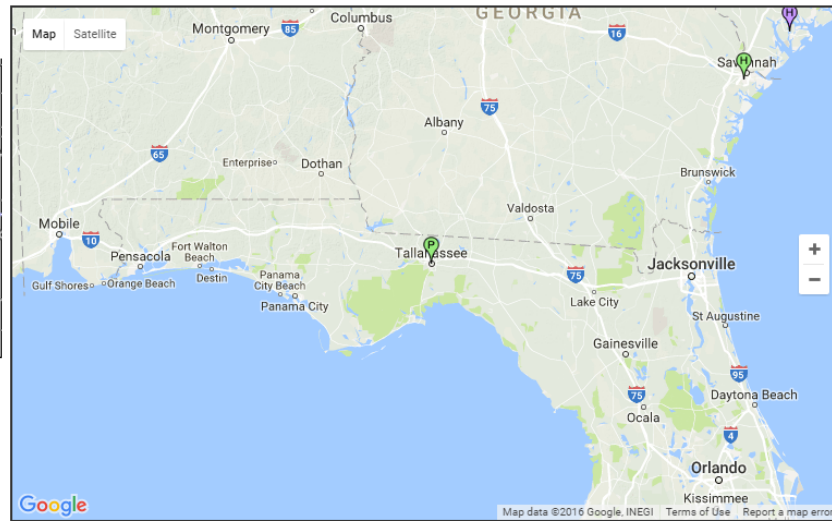 Map Satellite
GEORGIA
Columbus
Montgomery
85
16
H
H
Savannah
Albany
75
65
Enterprise
Dothan
Brunswick
Valdosta
Mobile
10
Pensacola
Fort Walton
Beach
P
Tallahassee
+
−
Gulf Shores
Orange Beach
Destin
Panama
City Beach
Panama City
75
Jacksonville
Lake City
St Augustine
Gainesville
95
75
Daytona Beach
Ocala
4
Orlando
Kissimmee
Google
Map data ©2016 Google, INEGI Terms of Use Report a map error